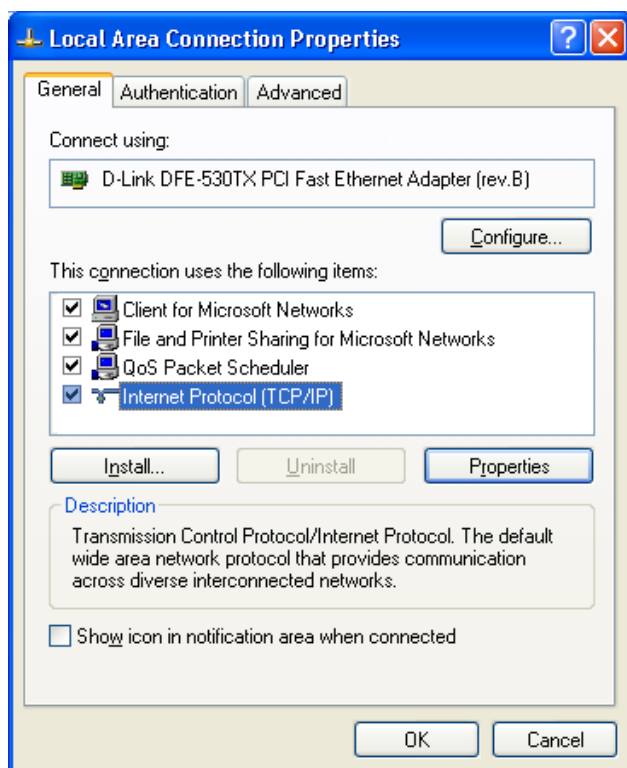 Local Area Connection Properties
General Authentication Advanced
Connect using:
D-Link DFE-530TX PCI Fast Ethernet Adapter (rev.B)
Configure...
This connection uses the following items:
Client for Microsoft Networks
File and Printer Sharing for Microsoft Networks
QoS Packet Scheduler
Internet Protocol (TCP/IP)
Install... Uninstall Properties
Description
Transmission Control Protocol/Internet Protocol. The default
wide area network protocol that provides communication
across diverse interconnected networks.
Show icon in notification area when connected
OK Cancel